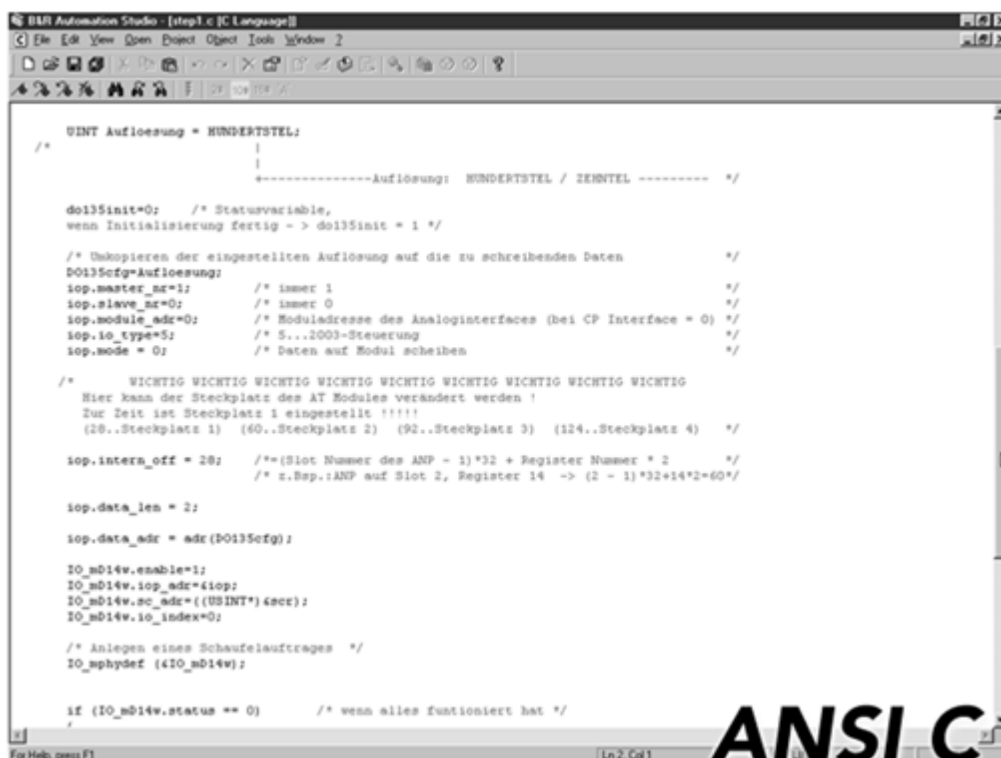 B&R Automation Studio - [step1.c [C Language]]
File Edit View Open Project Object Tools Window ?
UINT Aufloesung = HUNDERTSTEL;
/* |
|
+--------------Auflösung: HUNDERTSTEL / ZEHNTEL --------- */
do135init=0; /* Statusvariable,
wenn Initialisierung fertig - > do135init = 1 */
/* Umkopieren der eingestellten Auflösung auf die zu schreibenden Daten */
DO135cfg=Aufloesung;
iop.master_nr=1; /* immer 1 */
iop.slave_nr=0; /* immer 0 */
iop.module_adr=0; /* Moduladresse des Analoginterfaces (bei CP Interface = 0) */
iop.io_type=5; /* 5...2003-Steuerung */
iop.mode = 0; /* Daten auf Modul scheiben */
/* WICHTIG WICHTIG WICHTIG WICHTIG WICHTIG WICHTIG WICHTIG WICHTIG WICHTIG
Hier kann der Steckplatz des AT Modules verändert werden !
Zur Zeit ist Steckplatz 1 eingestellt !!!!!
(28..Steckplatz 1) (60..Steckplatz 2) (92..Steckplatz 3) (124..Steckplatz 4) */
iop.intern_off = 28; /*=(Slot Nummer des ANP - 1)*32 + Register Nummer * 2 */
/* z.Bsp.:ANP auf Slot 2, Register 14 -> (2 - 1)*32+14*2=60*/
iop.data_len = 2;
iop.data_adr = adr(DO135cfg);
IO_mD14w.enable=1;
IO_mD14w.iop_adr=&iop;
IO_mD14w.sc_adr=((USINT*)&scr);
IO_mD14w.io_index=0;
/* Anlegen eines Schaufelauftrages */
IO_mphydef (&IO_mD14w);
if (IO_mD14w.status == 0) /* wenn alles funtioniert hat */
ANSI C
For Help, press F1
Ln 2, Col 1